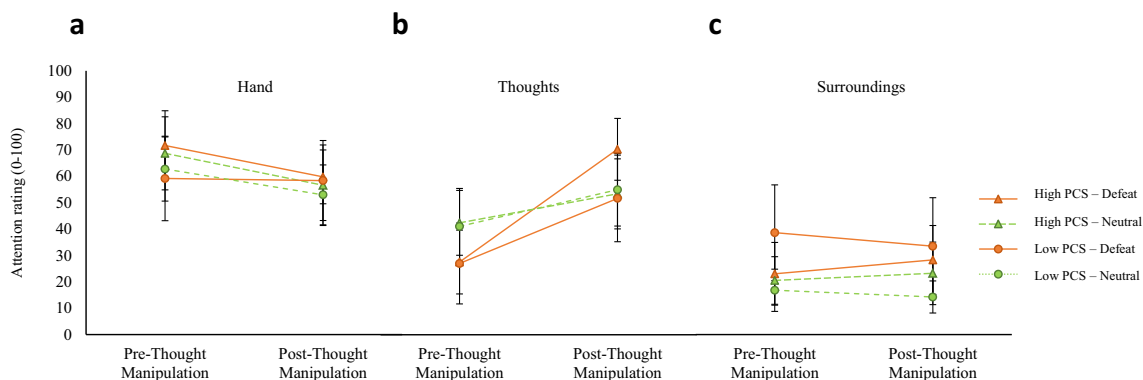 a
b
c
Hand
Thoughts
Surroundings
Attention rating (0-100)
100
90
80
70
60
50
40
30
20
10
0
Pre-Thought
Manipulation
Post-Thought
Manipulation
Pre-Thought
Manipulation
Post-Thought
Manipulation
Pre-Thought
Manipulation
Post-Thought
Manipulation
High PCS – Defeat
High PCS – Neutral
Low PCS – Defeat
Low PCS – Neutral